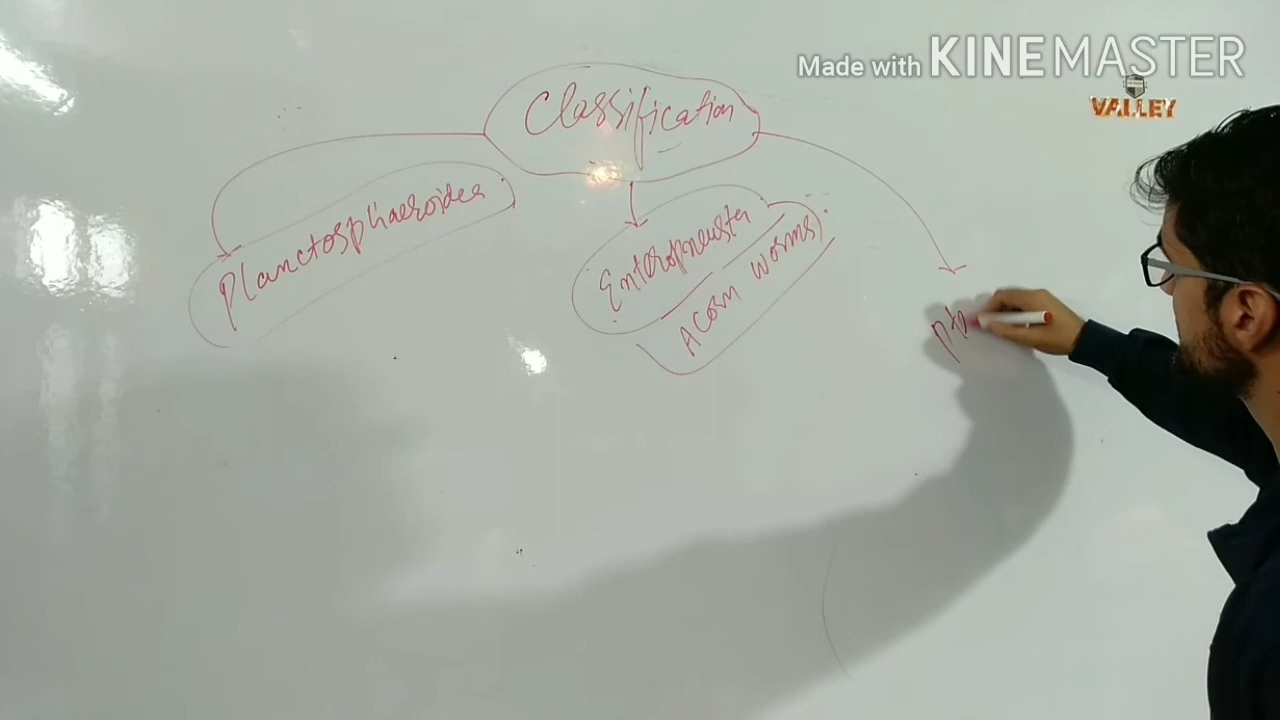 Made with KINEMASTER
VALLEY
Classification
Planctosphaeroidea
Enteropneusta
(Acorn worms)